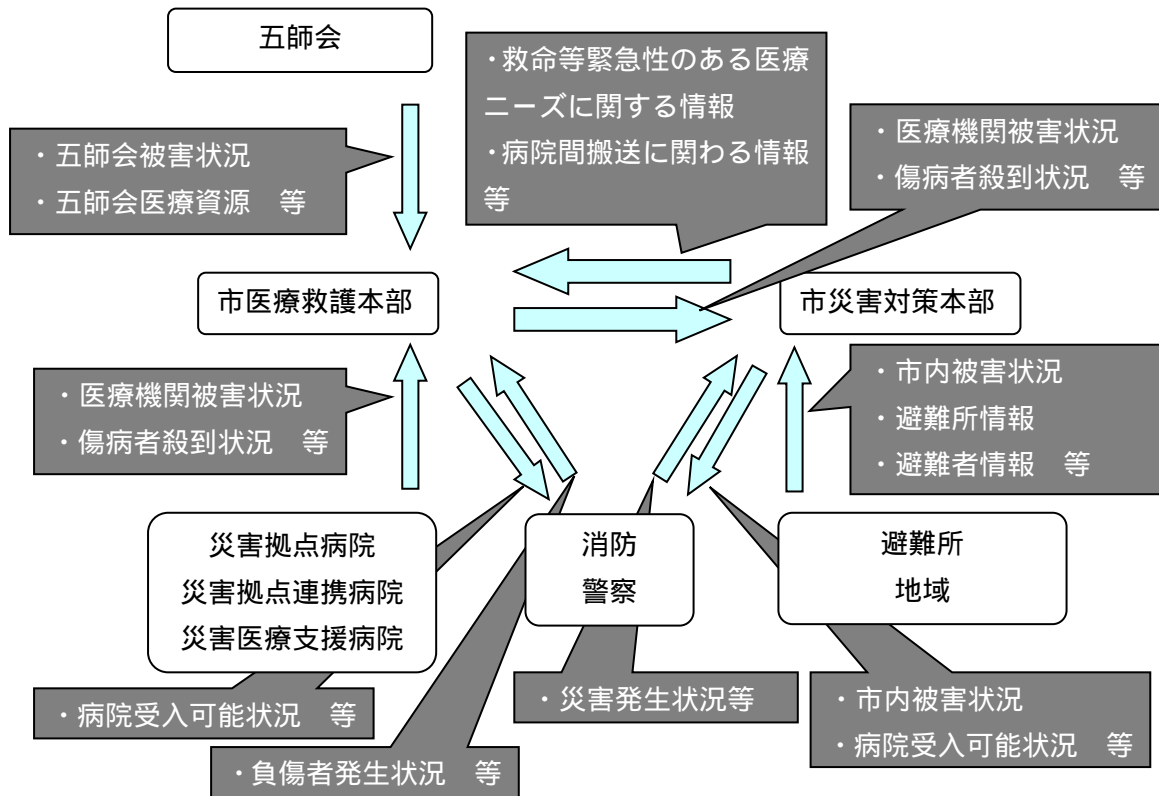 五師会
・五師会被害状況
・五師会医療資源　等
・救命等緊急性のある医療
ニーズに関する情報
・病院間搬送に関わる情報
等
・医療機関被害状況
・傷病者殺到状況　等
市医療救護本部
市災害対策本部
・医療機関被害状況
・傷病者殺到状況　等
・市内被害状況
・避難所情報
・避難者情報　等
災害拠点病院
災害拠点連携病院
災害医療支援病院
消防
警察
避難所
地域
・病院受入可能状況　等
・負傷者発生状況　等
・災害発生状況等
・市内被害状況
・病院受入可能状況　等